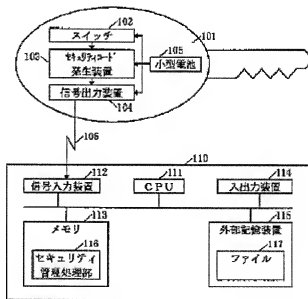 102
スイッチ
103
セキュリティコード
発生装置
105
小型電池
101
104
信号出力装置
106
110
112
信号入力装置
111
CPU
114
入出力装置
113
メモリ
115
外部記憶装置
116
セキュリティ
管理処理部
117
ファイル